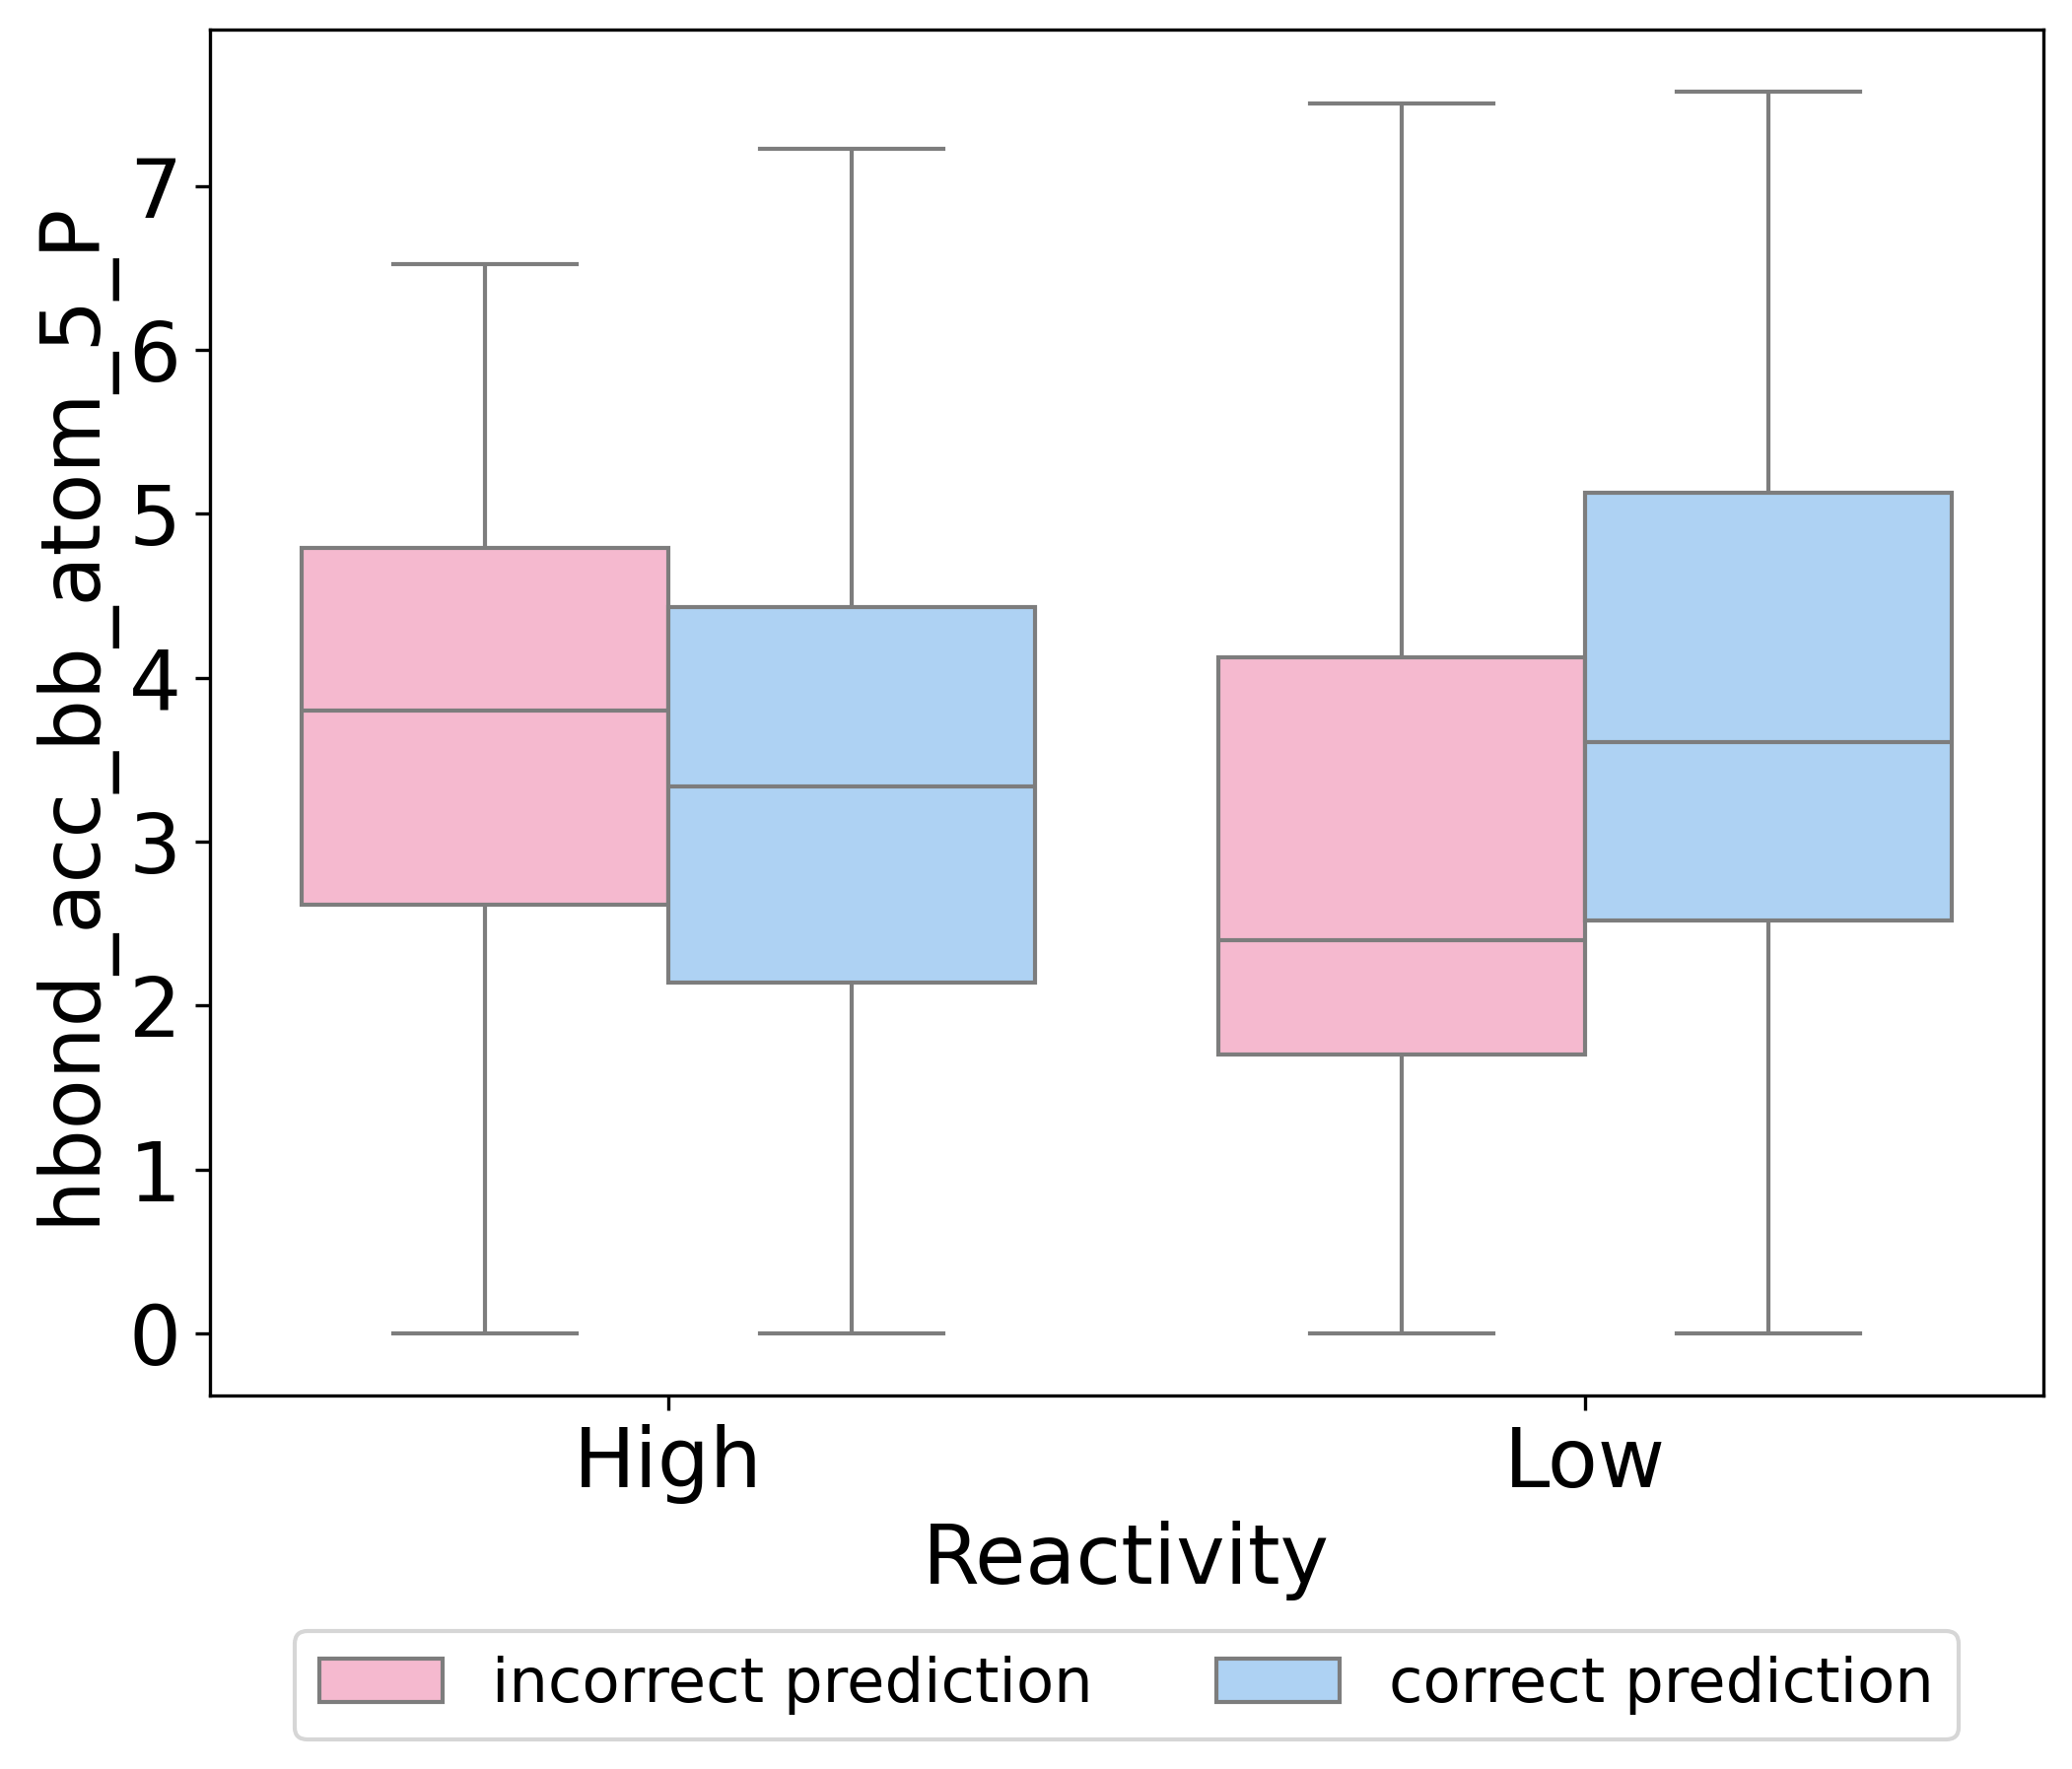 hbond_acc_bb_atom_5_P
7
6
5
4
3
2
1
0
High Low
Reactivity
incorrect prediction correct prediction